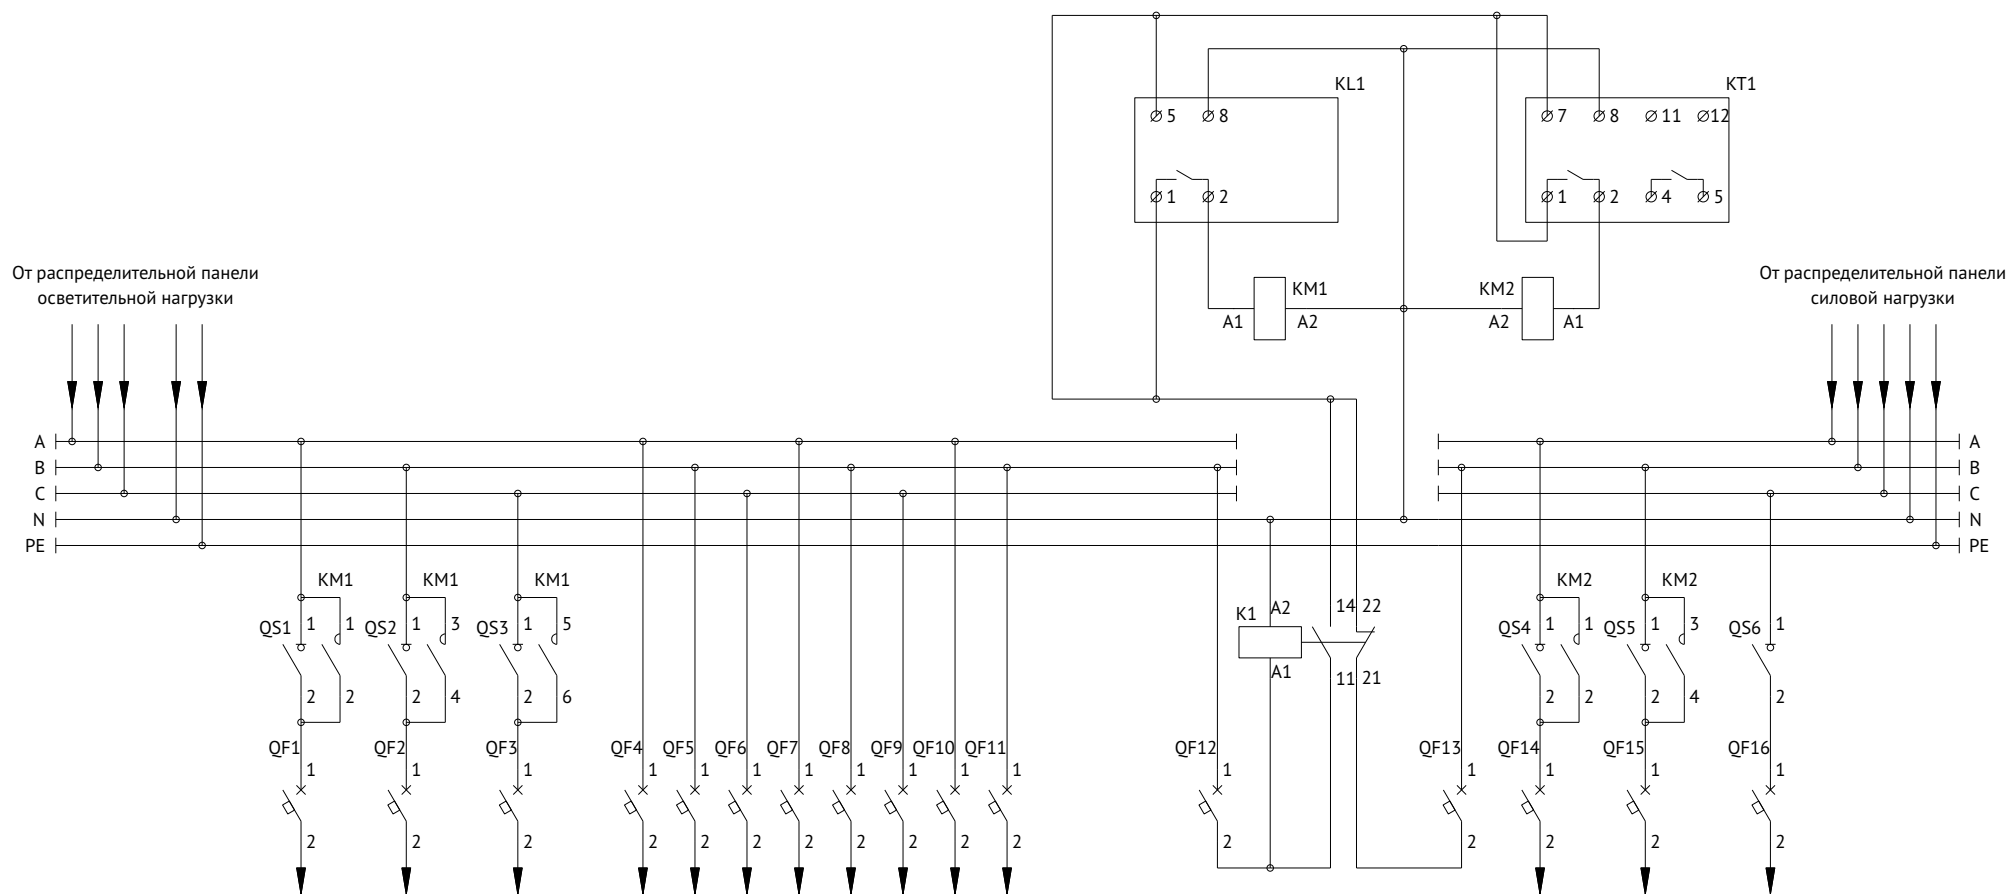 KL1
KT1
5 8
7 8 11 12
1 2
1 2 4 5
От распределительной панели
осветительной нагрузки
От распределительной панели
силовой нагрузки
KM1
A1 A2
KM2
A2 A1
A A
B B
C C
N N
PE PE
KM1 KM1 KM1 KM2 KM2
14 22
K1 A2
QS1 1 1 QS2 1 3 QS3 1 5 QS4 1 1 QS5 1 3 QS6 1
A1 11 21
2 2 2 4 2 6 2 2 2 4 2
QF1 QF2 QF3 QF4 QF5 QF6 QF7 QF8 QF9 QF10 QF11 QF12 QF13 QF14 QF15 QF16
1 1 1 1 1 1 1 1 1 1 1 1 1 1 1 1
2 2 2 2 2 2 2 2 2 2 2 2 2 2 2 2